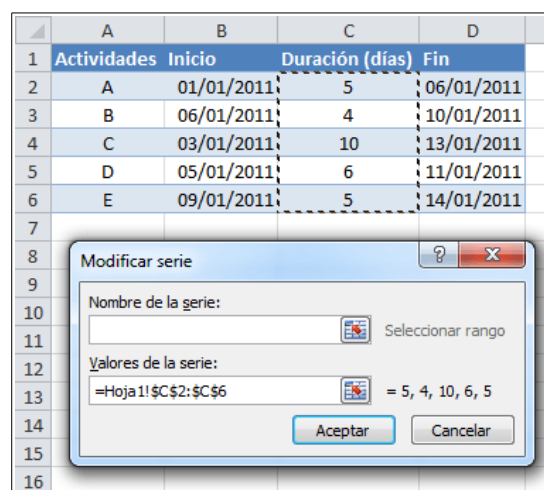 A B C D
1 Actividades Inicio Duración (días) Fin
2 A 01/01/2011 5 06/01/2011
3 B 06/01/2011 4 10/01/2011
4 C 03/01/2011 10 13/01/2011
5 D 05/01/2011 6 11/01/2011
6 E 09/01/2011 5 14/01/2011
7
8
9
10
11
12
13
14
15
16
Modificar serie ? X
Nombre de la serie:
Seleccionar rango
Valores de la serie:
=Hoja1!$C$2:$C$6 = 5, 4, 10, 6, 5
Aceptar Cancelar